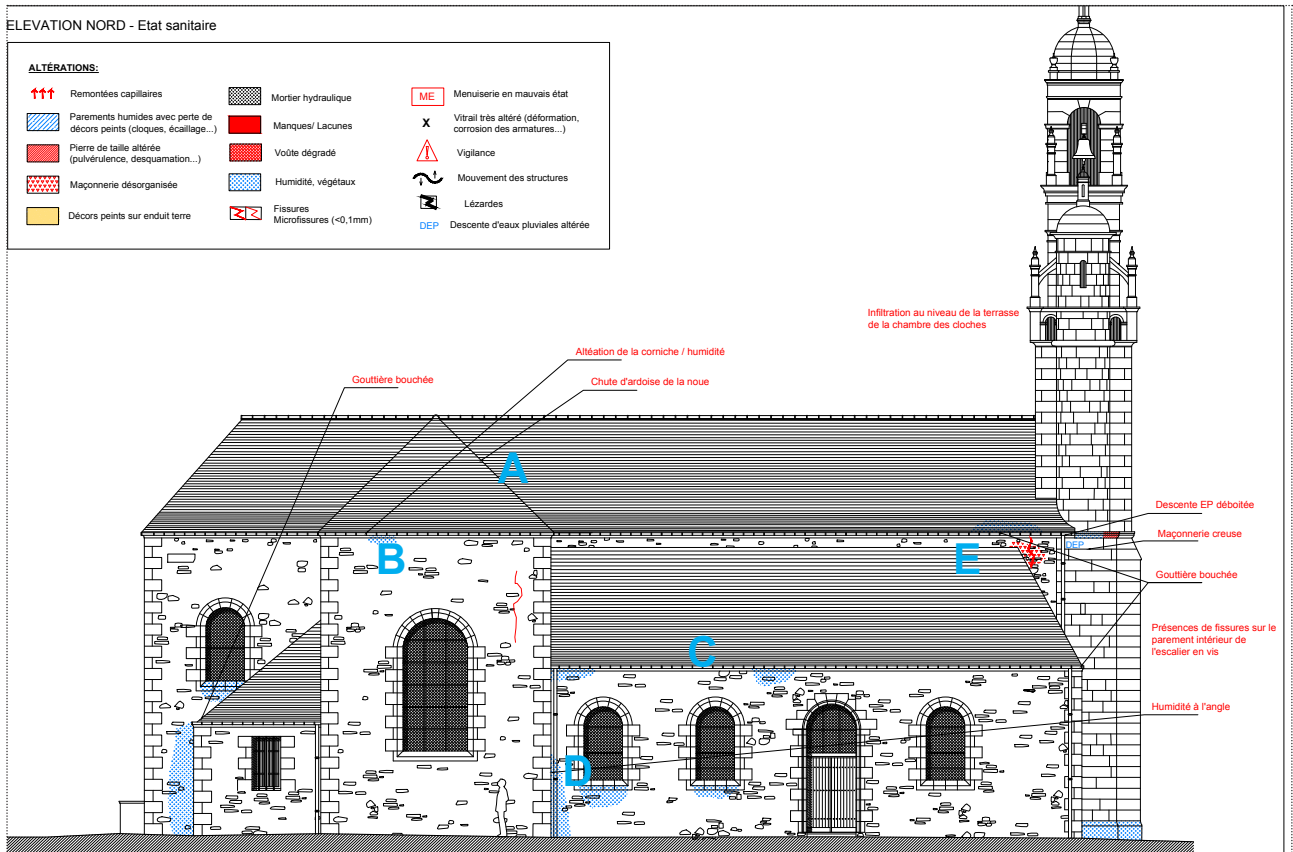 ELEVATION NORD - Etat sanitaire
ALTÉRATIONS:
Remontées capillaires
Parements humides avec perte de
décors peints (cloques, écaillage...)
Pierre de taille altérée
(pulvérulence, desquamation...)
Maçonnerie désorganisée
Décors peints sur enduit terre
Mortier hydraulique
Manques/ Lacunes
Voûte dégradé
Humidité, végétaux
Fissures
Microfissures (<0,1mm)
ME Menuiserie en mauvais état
X Vitrail très altéré (déformation,
corrosion des armatures...)
Vigilance
Mouvement des structures
Lézardes
DEP Descente d'eaux pluviales altérée
Infiltration au niveau de la terrasse
de la chambre des cloches
Altéation de la corniche / humidité
Gouttière bouchée
Chute d'ardoise de la noue
A
Descente EP déboitée
Maçonnerie creuse
DEP
B
E
Gouttière bouchée
Présences de fissures sur le
parement intérieur de
l'escalier en vis
C
Humidité à l'angle
D